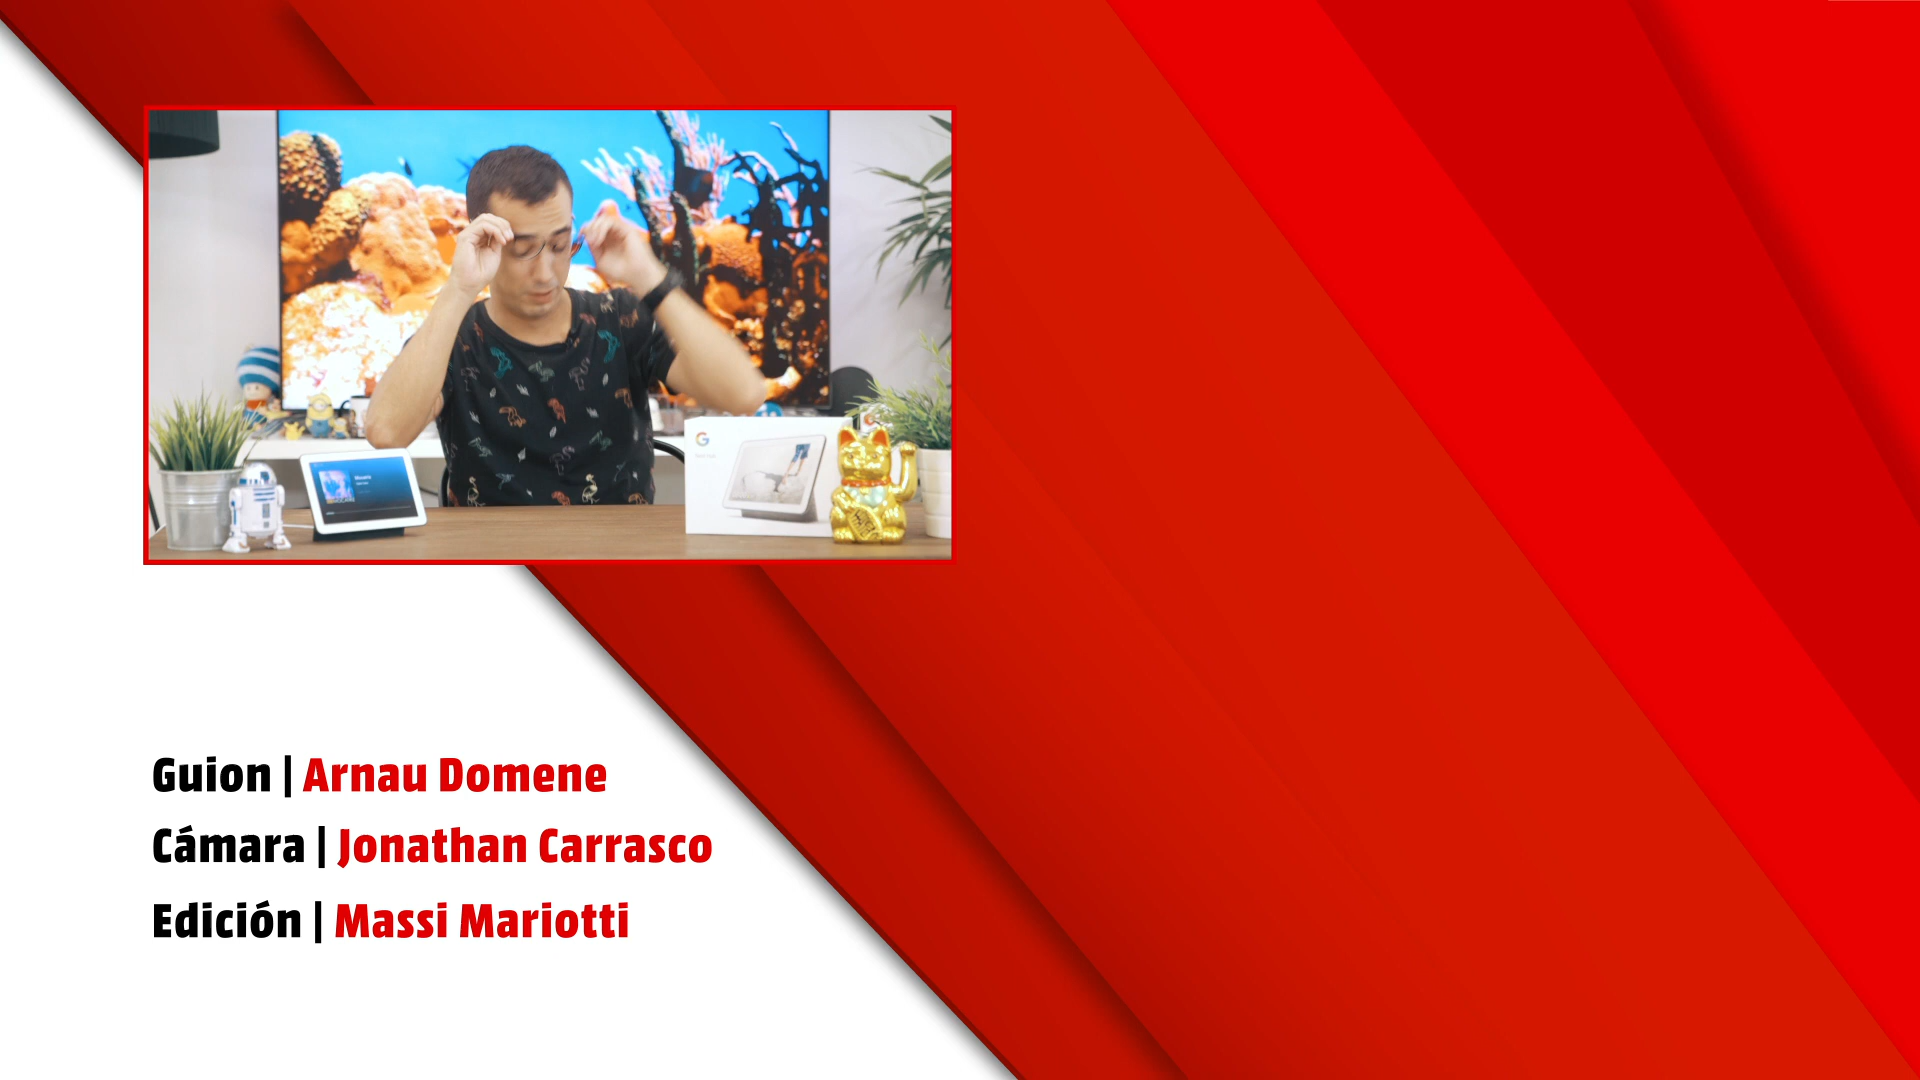 G
Guion | Arnau Domene
Cámara | Jonathan Carrasco
Edición | Massi Mariotti